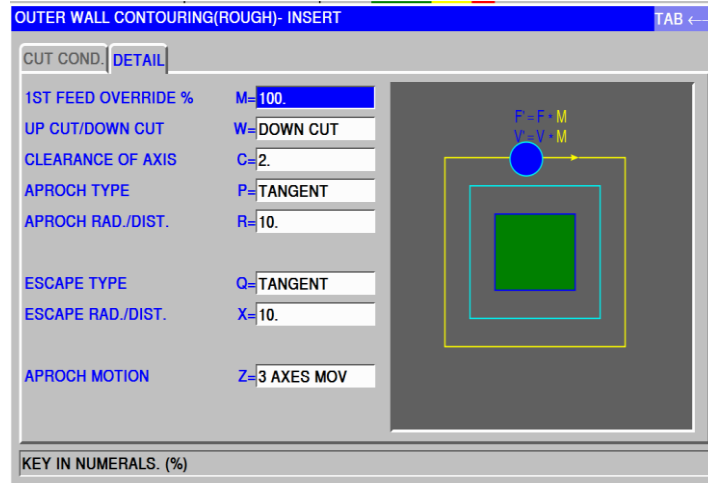 OUTER WALL CONTOURING(ROUGH)- INSERT TAB ←
CUT COND. DETAIL
1ST FEED OVERRIDE % M=100.
UP CUT/DOWN CUT W=DOWN CUT
CLEARANCE OF AXIS C=2.
APROCH TYPE P=TANGENT
APROCH RAD./DIST. R=10.
ESCAPE TYPE Q=TANGENT
ESCAPE RAD./DIST. X=10.
APROCH MOTION Z=3 AXES MOV
F'=F*M
V'=V*M
KEY IN NUMERALS. (%)